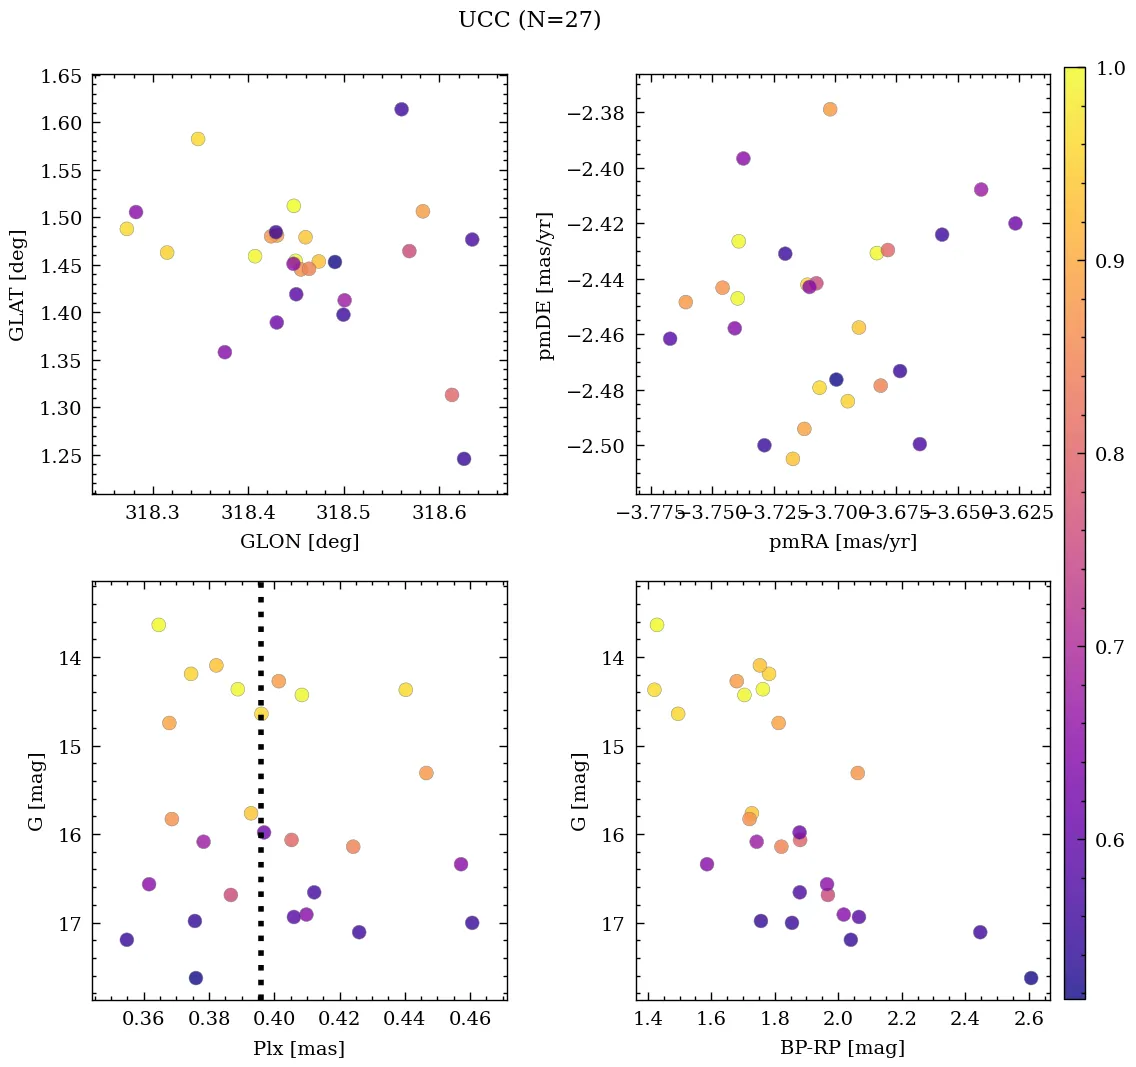 UCC (N=27)
1.65
1.60
1.55
1.50
1.45
1.40
1.35
1.30
1.25
GLAT [deg]
318.3 318.4 318.5 318.6
GLON [deg]
−2.38
−2.40
−2.42
−2.44
−2.46
−2.48
−2.50
pmDE [mas/yr]
−3.775 −3.750 −3.725 −3.700 −3.675 −3.650 −3.625
pmRA [mas/yr]
1.0
0.9
0.8
0.7
0.6
14
15
16
17
G [mag]
0.36 0.38 0.40 0.42 0.44 0.46
Plx [mas]
14
15
16
17
G [mag]
1.4 1.6 1.8 2.0 2.2 2.4 2.6
BP-RP [mag]